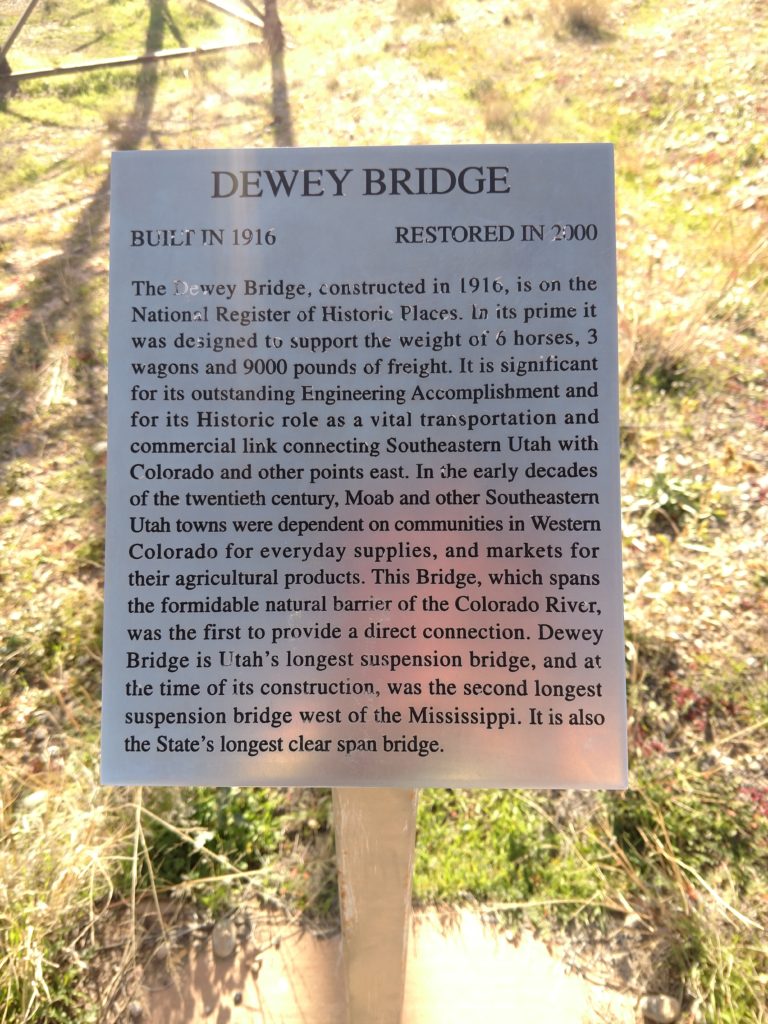 DEWEY BRIDGE
BUILT IN 1916 RESTORED IN 2000
The Dewey Bridge, constructed in 1916, is on the
National Register of Historic Places. In its prime it
was designed to support the weight of 6 horses, 3
wagons and 9000 pounds of freight. It is significant
for its outstanding Engineering Accomplishment and
for its Historic role as a vital transportation and
commercial link connecting Southeastern Utah with
Colorado and other points east. In the early decades
of the twentieth century, Moab and other Southeastern
Utah towns were dependent on communities in Western
Colorado for everyday supplies, and markets for
their agricultural products. This Bridge, which spans
the formidable natural barrier of the Colorado River,
was the first to provide a direct connection. Dewey
Bridge is Utah's longest suspension bridge, and at
the time of its construction, was the second longest
suspension bridge west of the Mississippi. It is also
the State's longest clear span bridge.